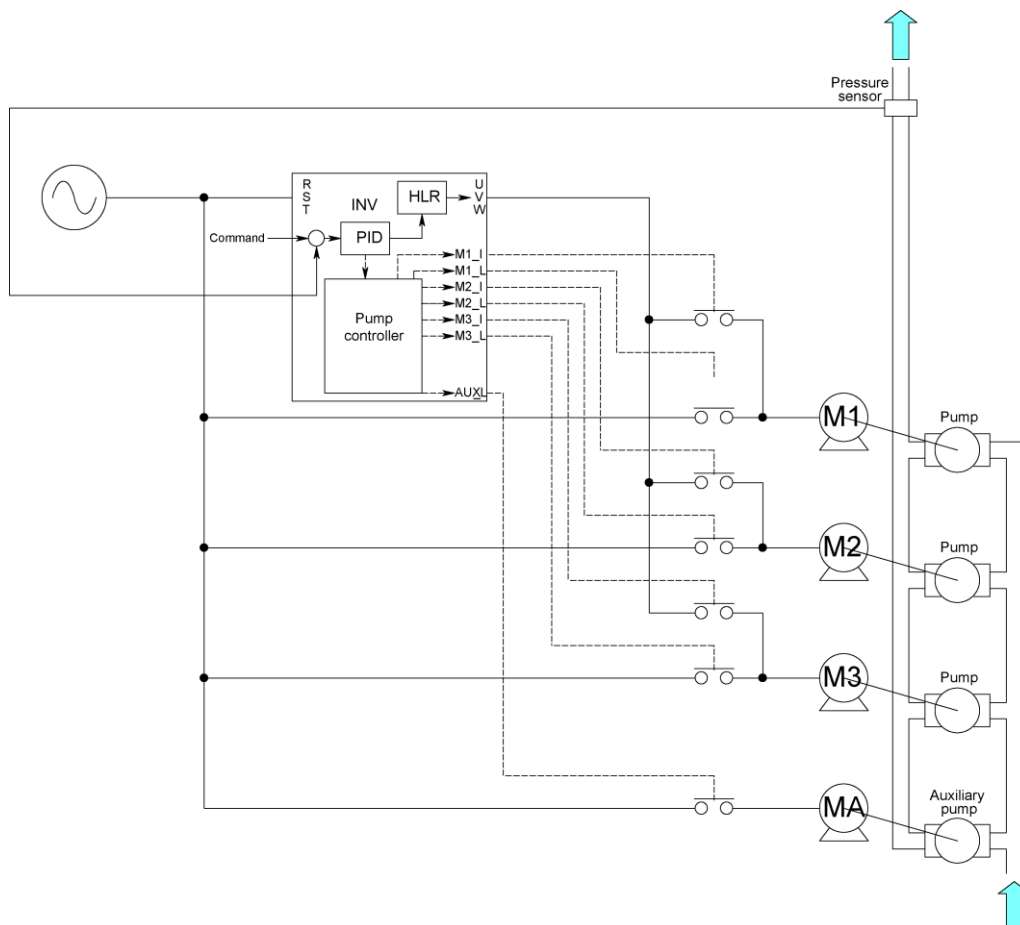 Pressure
sensor
R
S
T
INV
HLR
U
V
W
Command
PID
M1_I
M1_L
M2_I
M2_L
M3_I
M3_L
Pump
controller
AUX_L
M1
Pump
M2
Pump
M3
Pump
MA
Auxiliary
pump